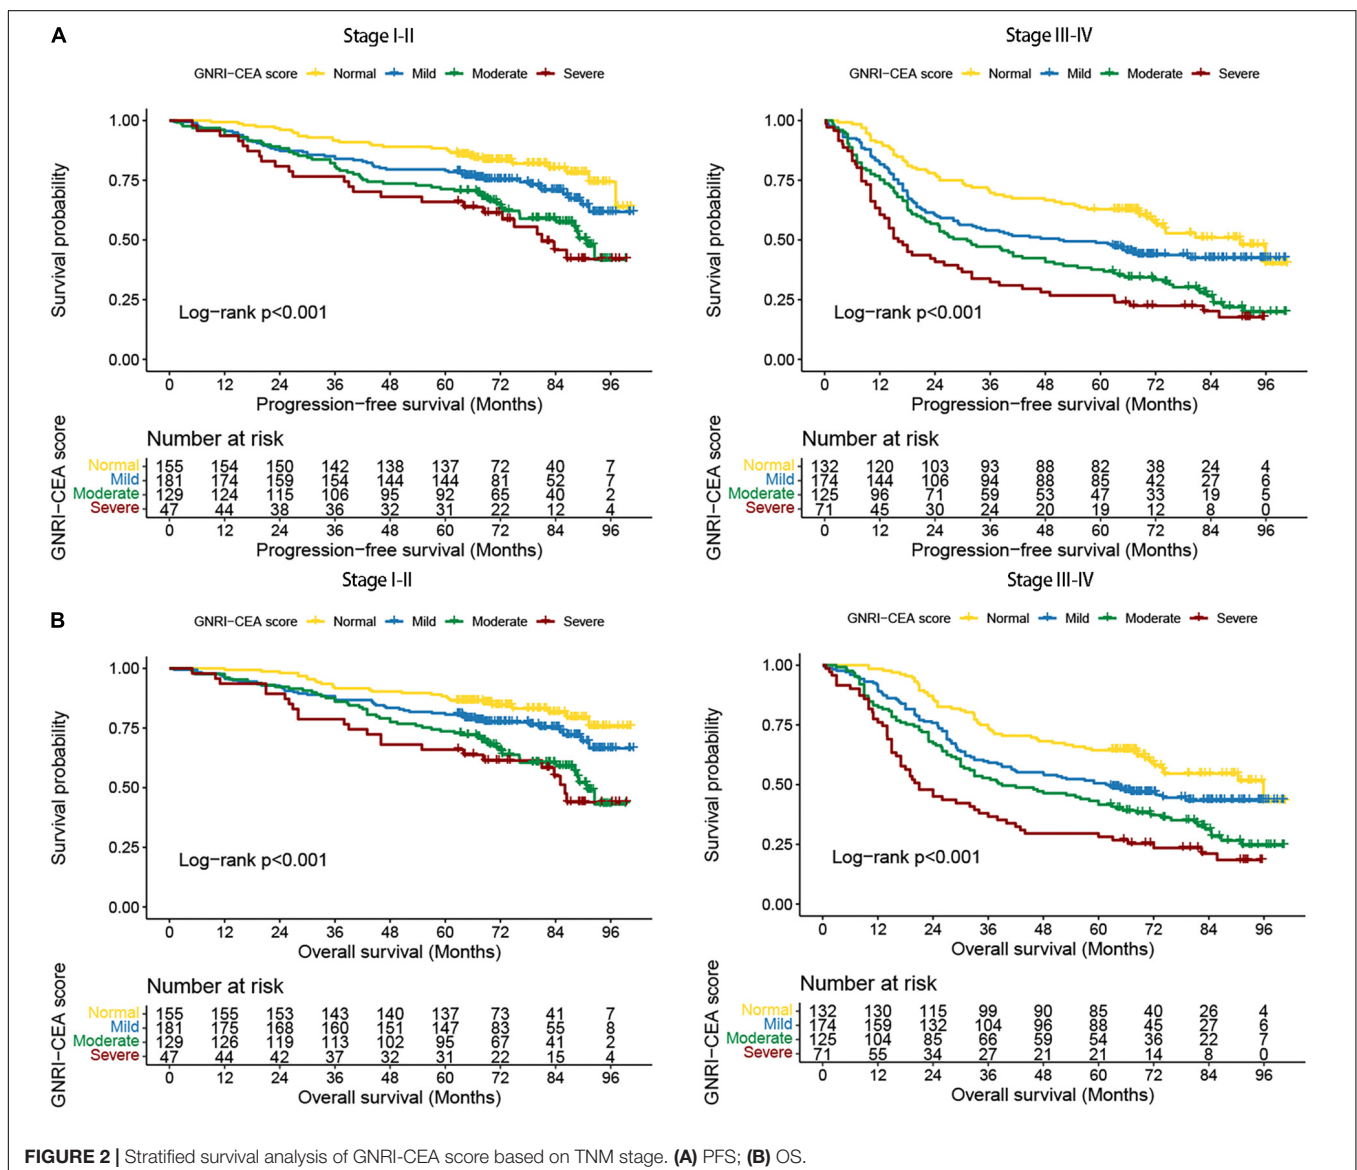 A
Stage I-II
GNRI−CEA score Normal Mild Moderate Severe
Survival probability
1.00
0.75
0.50
0.25
0.00
Log−rank p<0.001
0 12 24 36 48 60 72 84 96
Progression−free survival (Months)
GNRI−CEA score
Number at risk
Normal 155 154 150 142 138 137 72 40 7
Mild 181 174 159 154 144 144 81 52 7
Moderate 129 124 115 106 95 92 65 40 2
Severe 47 44 38 36 32 31 22 12 4
0 12 24 36 48 60 72 84 96
Progression−free survival (Months)
Stage III-IV
GNRI−CEA score Normal Mild Moderate Severe
Survival probability
1.00
0.75
0.50
0.25
0.00
Log−rank p<0.001
0 12 24 36 48 60 72 84 96
Progression−free survival (Months)
GNRI−CEA score
Number at risk
Normal 132 120 103 93 88 82 38 24 4
Mild 174 144 106 94 88 85 42 27 6
Moderate 125 96 71 59 53 47 33 19 5
Severe 71 45 30 24 20 19 12 8 0
0 12 24 36 48 60 72 84 96
Progression−free survival (Months)
B
Stage I-II
GNRI−CEA score Normal Mild Moderate Severe
Survival probability
1.00
0.75
0.50
0.25
0.00
Log−rank p<0.001
0 12 24 36 48 60 72 84 96
Overall survival (Months)
GNRI−CEA score
Number at risk
Normal 155 155 153 143 140 137 73 41 7
Mild 181 175 168 160 151 147 83 55 8
Moderate 129 126 119 113 102 95 67 41 2
Severe 47 44 42 37 32 31 22 15 4
0 12 24 36 48 60 72 84 96
Overall survival (Months)
Stage III-IV
GNRI−CEA score Normal Mild Moderate Severe
Survival probability
1.00
0.75
0.50
0.25
0.00
Log−rank p<0.001
0 12 24 36 48 60 72 84 96
Overall survival (Months)
GNRI−CEA score
Number at risk
Normal 132 130 115 99 90 85 40 26 4
Mild 174 159 132 104 96 88 45 27 6
Moderate 125 104 85 66 59 54 36 22 7
Severe 71 55 34 27 21 21 14 8 0
0 12 24 36 48 60 72 84 96
Overall survival (Months)
FIGURE 2 | Stratified survival analysis of GNRI-CEA score based on TNM stage. (A) PFS; (B) OS.